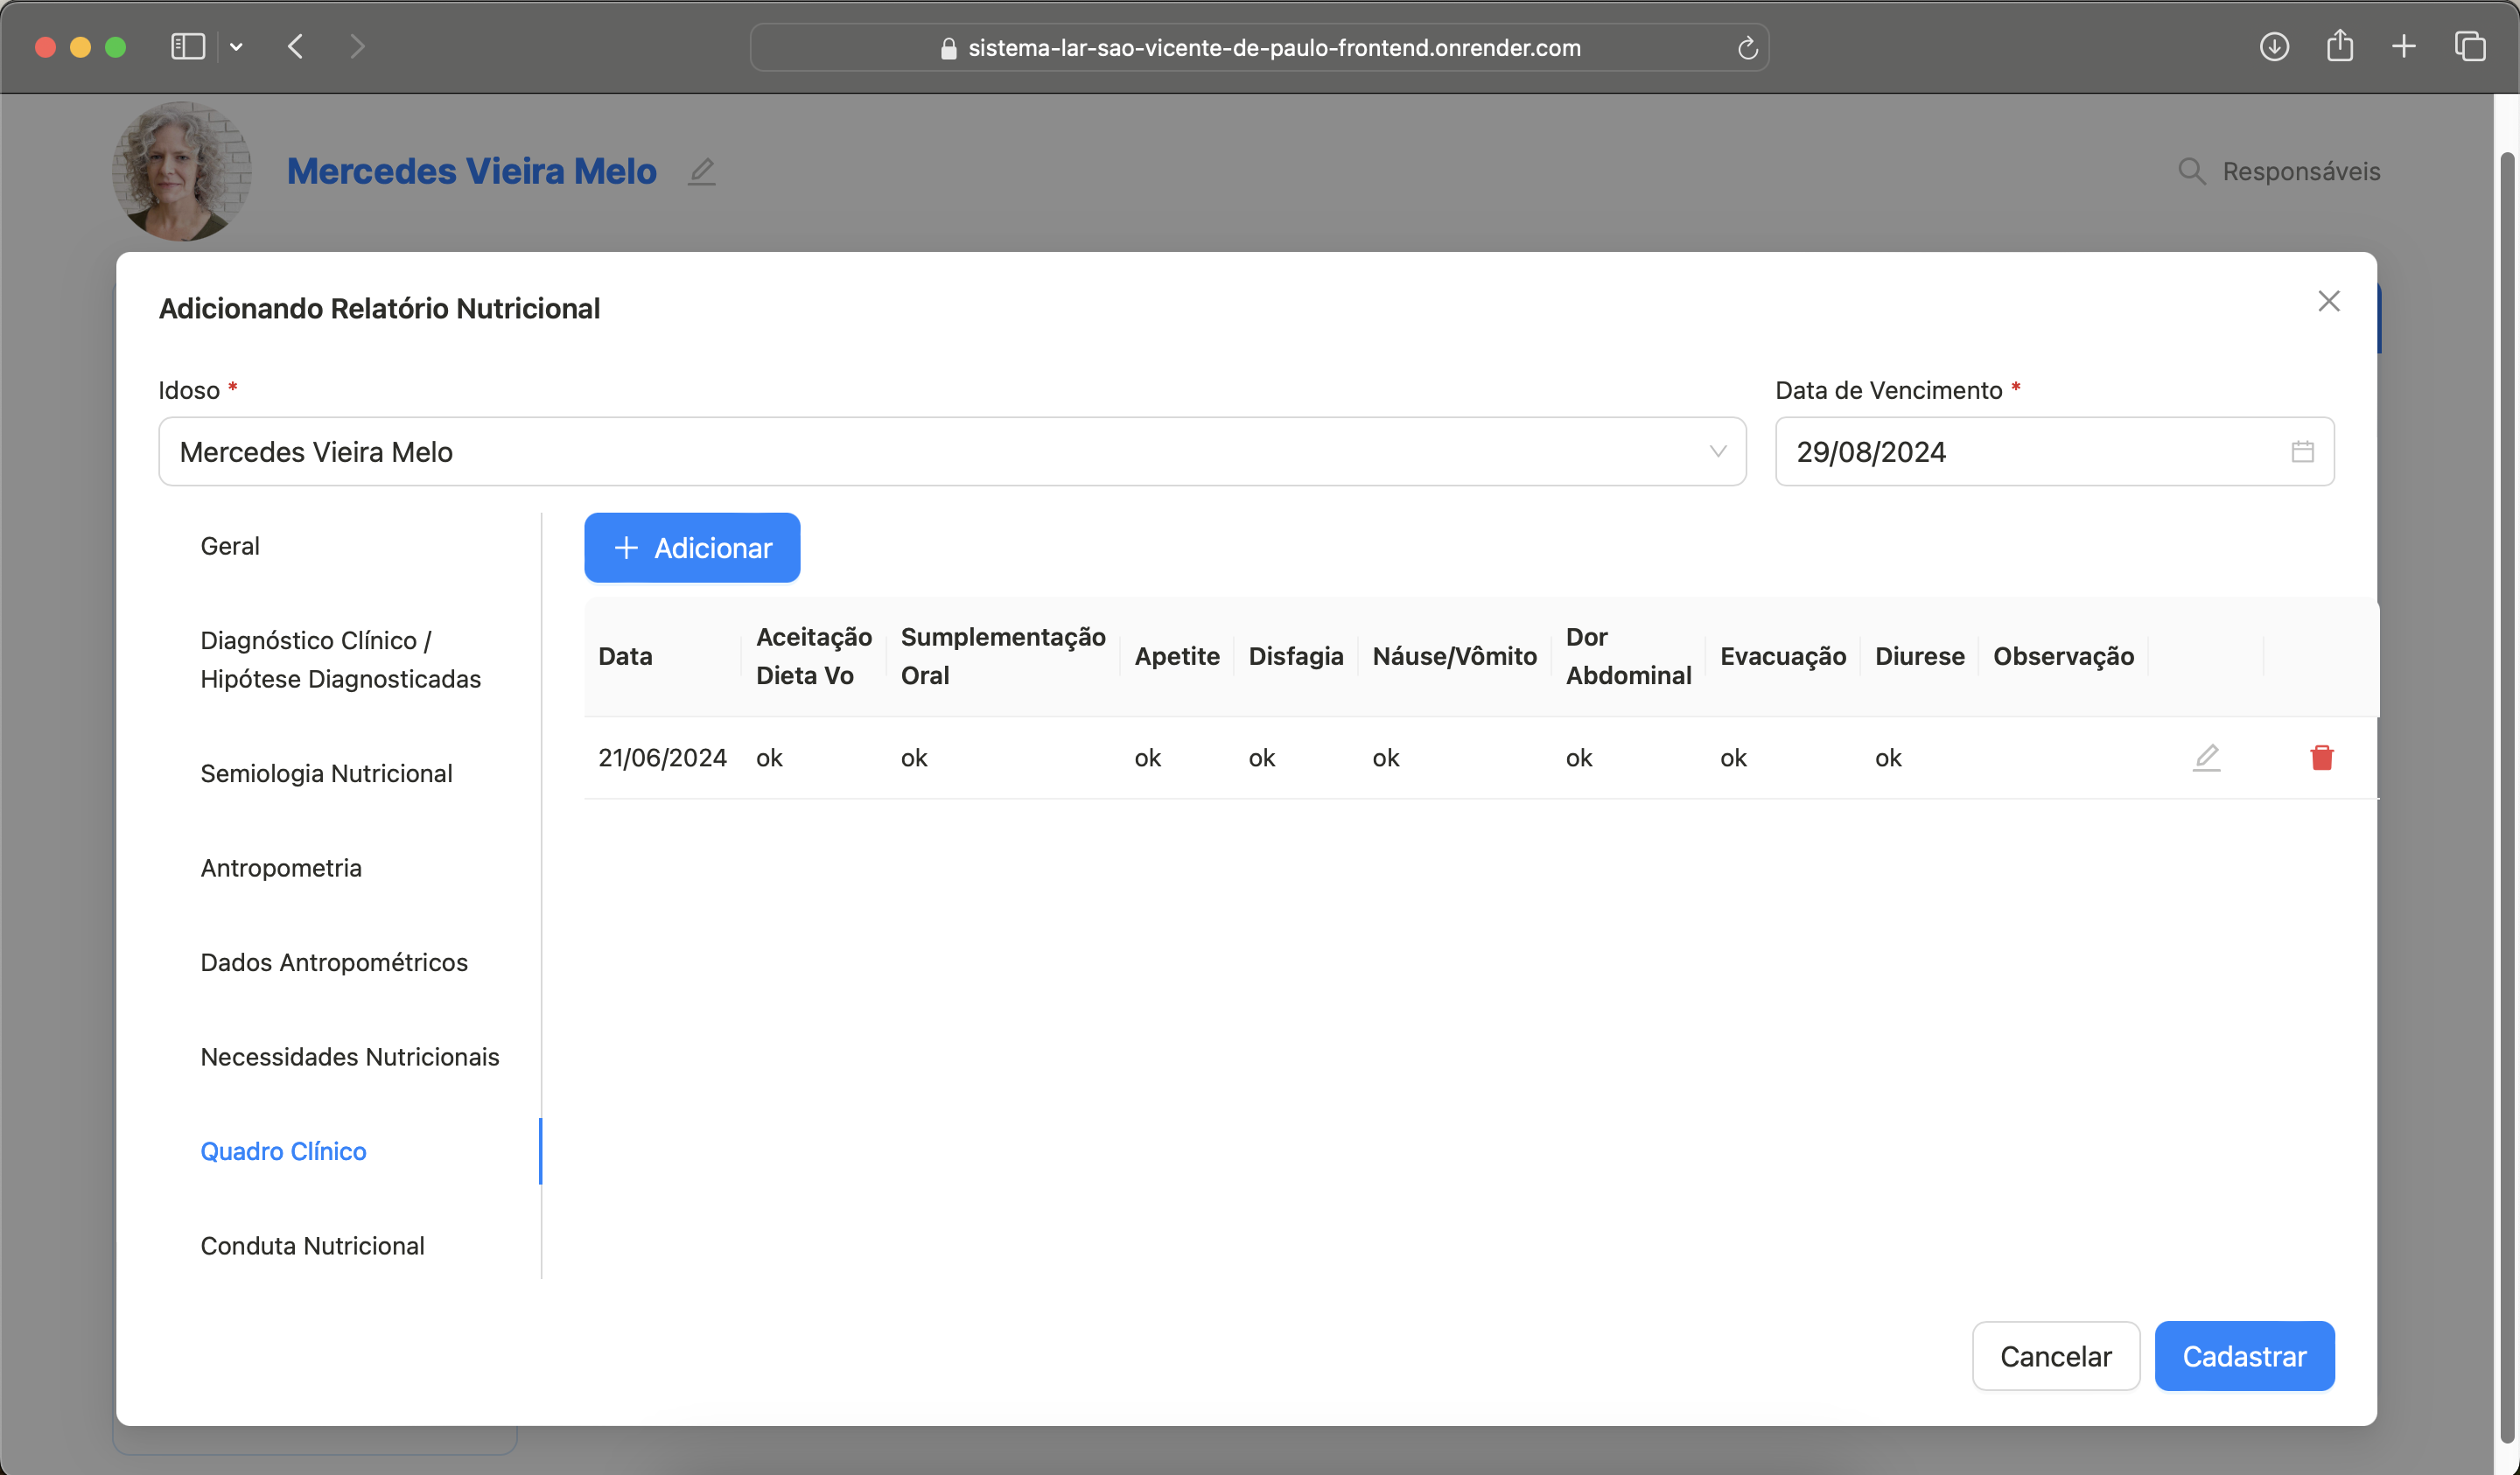 sistema-lar-sao-vicente-de-paulo-frontend.onrender.com
Mercedes Vieira Melo
Responsáveis
Adicionando Relatório Nutricional
Idoso *
Data de Vencimento *
Mercedes Vieira Melo
29/08/2024
Geral
Diagnóstico Clínico /
Hipótese Diagnosticadas
Semiologia Nutricional
Antropometria
Dados Antropométricos
Necessidades Nutricionais
Quadro Clínico
Conduta Nutricional
+ Adicionar
Data
Aceitação
Dieta Vo
Sumplementação
Oral
Apetite
Disfagia
Náuse/Vômito
Dor
Abdominal
Evacuação
Diurese
Observação
21/06/2024 ok ok ok ok ok ok ok ok
Cancelar
Cadastrar